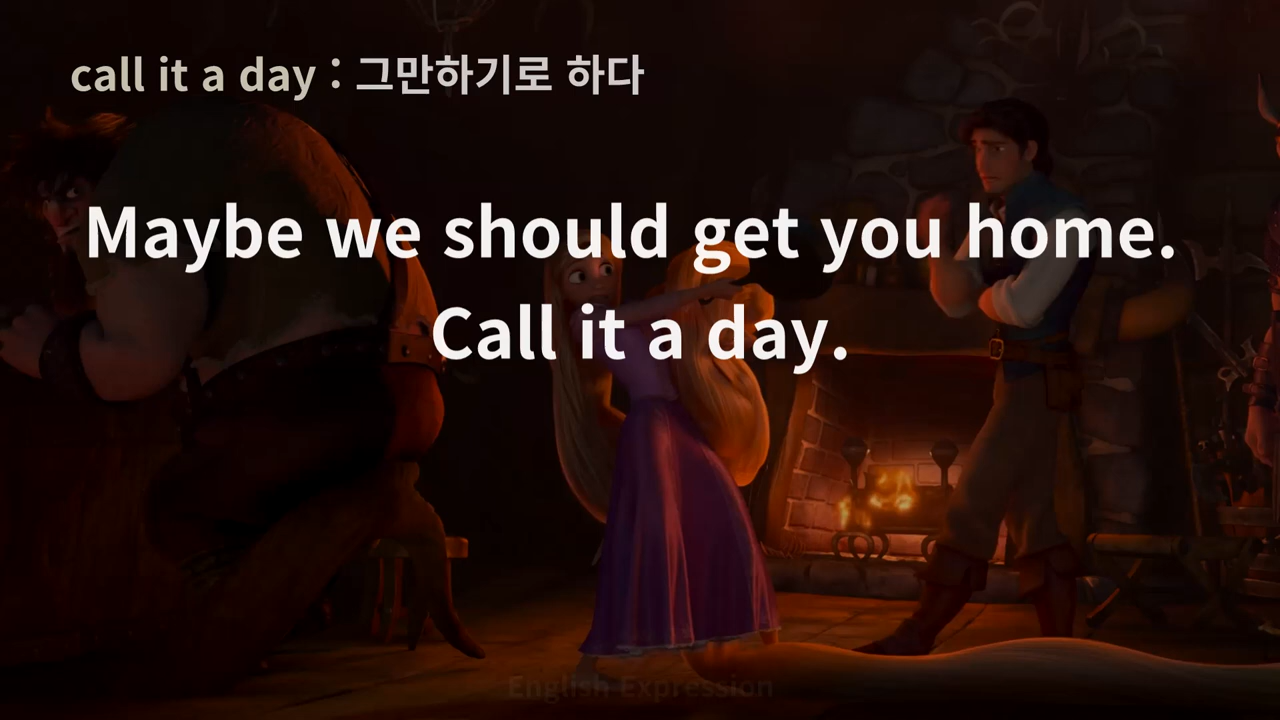 call it a day : 그만하기로 하다
Maybe we should get you home.
Call it a day.
English Expression